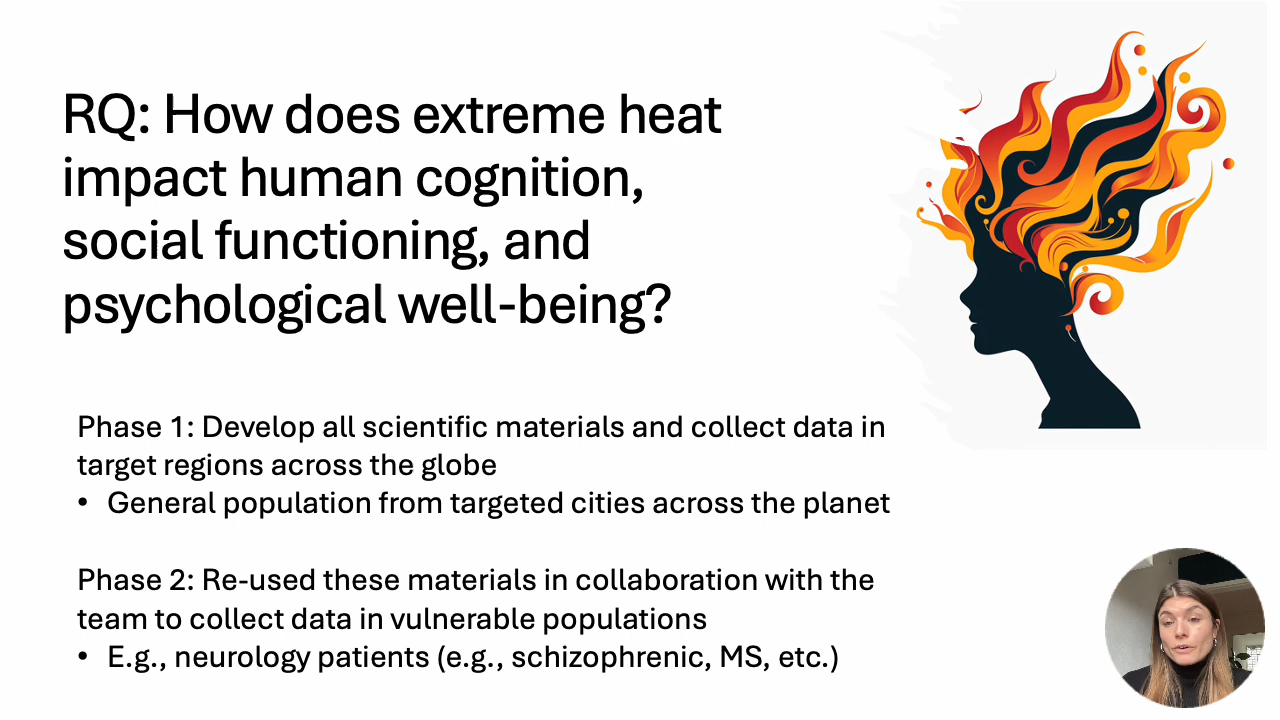 RQ: How does extreme heat
impact human cognition,
social functioning, and
psychological well-being?
Phase 1: Develop all scientific materials and collect data in
target regions across the globe
• General population from targeted cities across the planet
Phase 2: Re-used these materials in collaboration with the
team to collect data in vulnerable populations
• E.g., neurology patients (e.g., schizophrenic, MS, etc.)